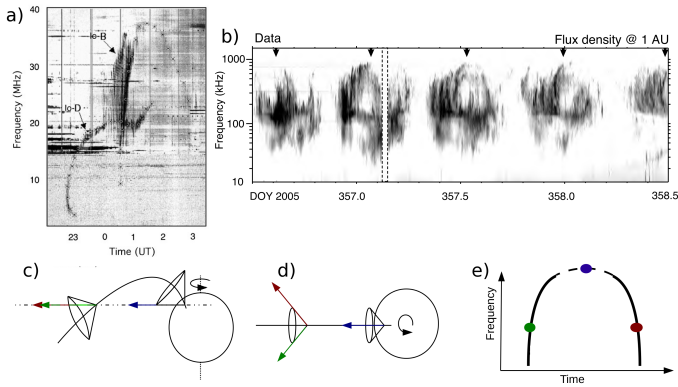 a)
40
30
20
10
Frequency (MHz)
Io-B
Io-D
23 0 1 2 3
Time (UT)
b)
Data
Flux density @ 1 AU
1000
100
10
Frequency (kHz)
DOY 2005 357.0 357.5 358.0 358.5
c)
d)
e)
Frequency
Time